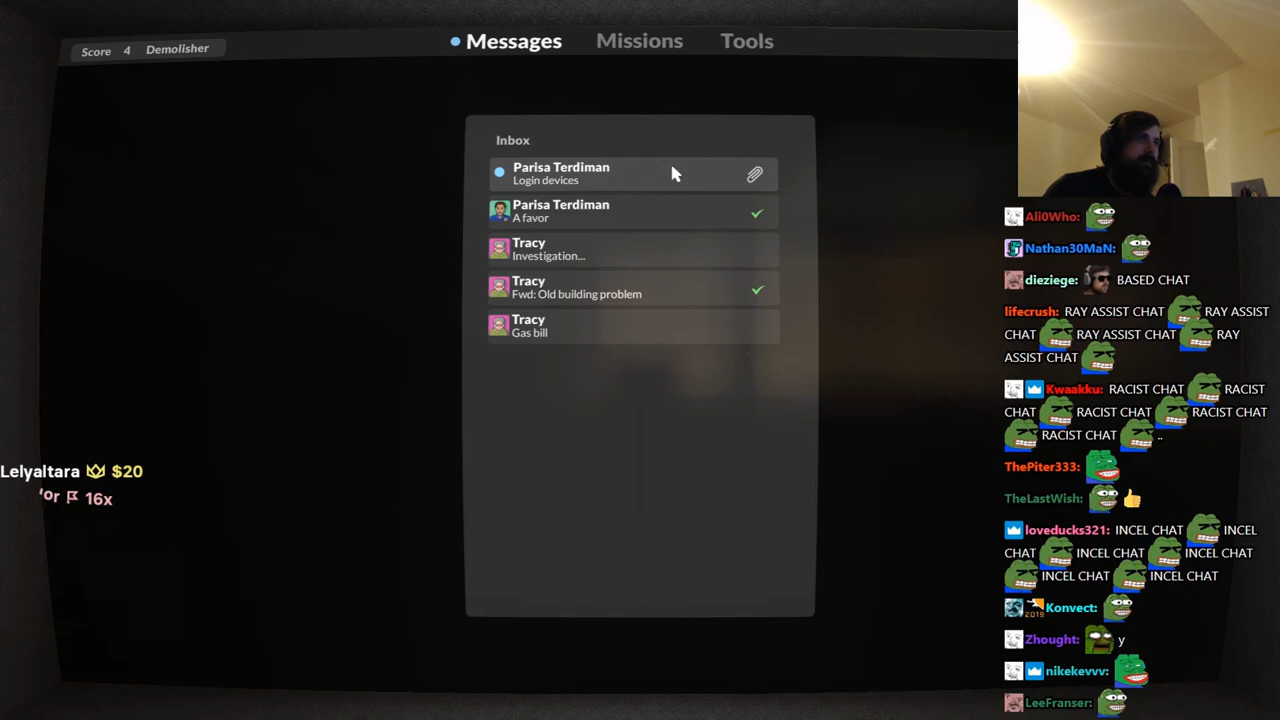 Score 4 Demolisher
Messages Missions Tools
Inbox
Parisa Terdiman
Login devices
Parisa Terdiman
A favor
Tracy
Investigation...
Tracy
Fwd: Old building problem
Tracy
Gas bill
Lelyaltara $20
'or 16x
Ali0Who:
Nathan30MaN:
dieziege: BASED CHAT
lifecrush: RAY ASSIST CHAT RAY ASSIST
CHAT RAY ASSIST CHAT RAY
ASSIST CHAT
Kwaakku: RACIST CHAT RACIST
CHAT RACIST CHAT RACIST CHAT
RACIST CHAT ..
ThePiter333:
TheLastWish:
loveducks321: INCEL CHAT INCEL
CHAT INCEL CHAT INCEL CHAT
INCEL CHAT INCEL CHAT
2019 Konvect:
Zhought: y
nikekevvv:
LeeFranser: